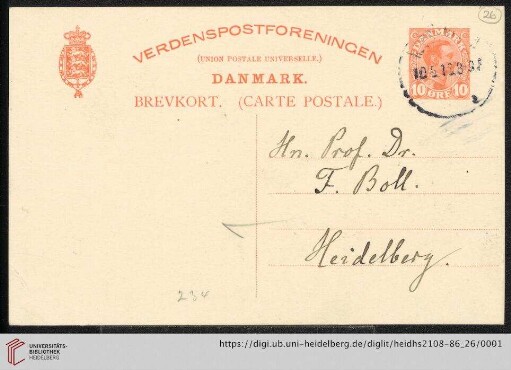 26
VERDENSPOSTFORENINGEN
(UNION POSTALE UNIVERSELLE.)
DANMARK.
BREVKORT. (CARTE POSTALE.)
10 ØRE 10
Hn. Prof. Dr.
F. Boll.
Heidelberg.
234
UNIVERSITÄTS-
BIBLIOTHEK
HEIDELBERG
https://digi.ub.uni-heidelberg.de/diglit/heidhs2108-86_26/0001